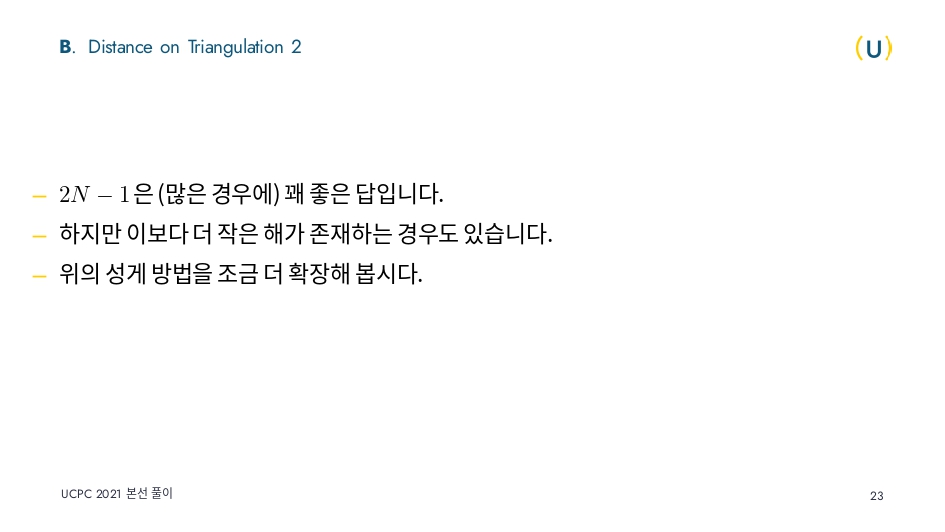 B. Distance on Triangulation 2
(U)
– 2N − 1은 (많은 경우에) 꽤 좋은 답입니다.
– 하지만 이보다 더 작은 해가 존재하는 경우도 있습니다.
– 위의 성게 방법을 조금 더 확장해 봅시다.
UCPC 2021 본선 풀이
23